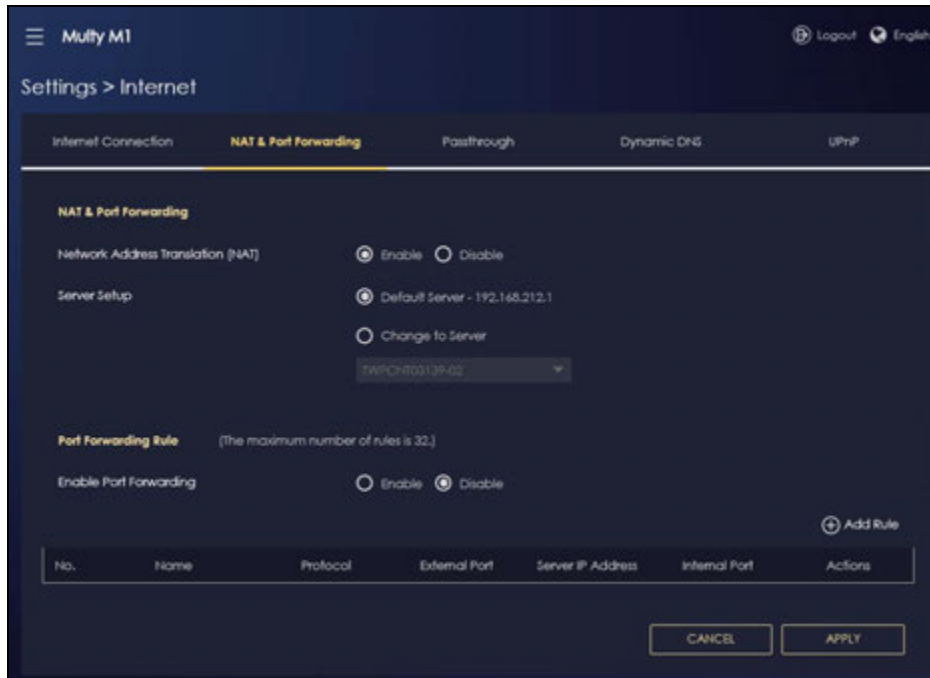 Multy M1
Logout English
Settings > Internet
Internet Connection NAT & Port Forwarding Passthrough Dynamic DNS UPnP
NAT & Port Forwarding
Network Address Translation (NAT) Enable Disable
Server Setup Default Server - 192.168.212.1
Change to Server
TWPCNT03139-02
Port Forwarding Rule (The maximum number of rules is 32.)
Enable Port Forwarding Enable Disable
Add Rule
No. Name Protocol External Port Server IP Address Internal Port Actions
CANCEL APPLY